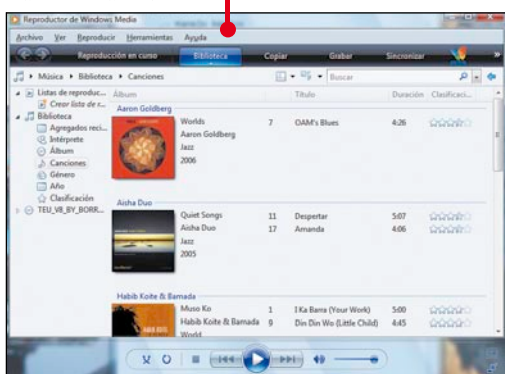 Reproductor de Windows Media
Archivo Ver Reproducir Herramientas Ayuda
Reproducción en curso Biblioteca Copiar Grabar Sincronizar »
Música Biblioteca Canciones Buscar
Listas de reproduc...
Crear lista de r...
Biblioteca
Agregados reci...
Intérprete
Álbum
Canciones
Género
Año
Clasificación
TEU_VB_BY_BORR...
Álbum Título Duración Clasificaci...
Aaron Goldberg
Worlds 7 OAM's Blues 4:26
Aaron Goldberg
Jazz
2006
Aisha Duo
Quiet Songs 11 Despertar 5:07
Aisha Duo 17 Amanda 4:06
Jazz
2005
Habib Koite & Bamada
Muso Ko 1 I Ka Barra (Your Work) 5:00
Habib Koite & Bamada 9 Din Din Wo (Little Child) 4:45
World